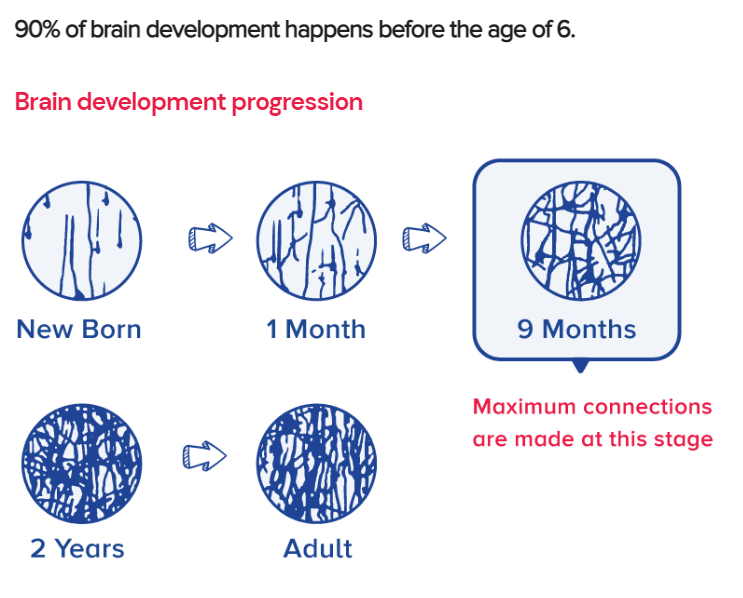 90% of brain development happens before the age of 6.
Brain development progression
New Born
1 Month
9 Months
Maximum connections
are made at this stage
2 Years
Adult